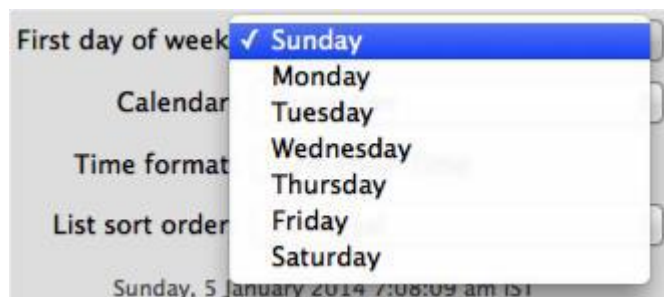 First day of week ✓ Sunday
Monday
Calendar
Tuesday
Wednesday
Time format
Thursday
List sort order
Friday
Saturday
Sunday, 5 January 2014 7:08:09 am IST